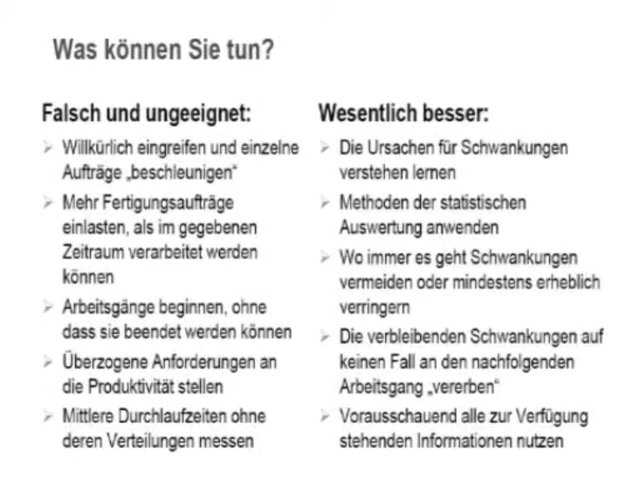 Was können Sie tun?
Falsch und ungeeignet:
Willkürlich eingreifen und einzelne
Aufträge „beschleunigen“
Mehr Fertigungsaufträge
einlasten, als im gegebenen
Zeitraum verarbeitet werden
können
Arbeitsgänge beginnen, ohne
dass sie beendet werden können
Überzogene Anforderungen an
die Produktivität stellen
Mittlere Durchlaufzeiten ohne
deren Verteilungen messen
Wesentlich besser:
Die Ursachen für Schwankungen
verstehen lernen
Methoden der statistischen
Auswertung anwenden
Wo immer es geht Schwankungen
vermeiden oder mindestens erheblich
verringern
Die verbleibenden Schwankungen auf
keinen Fall an den nachfolgenden
Arbeitsgang „vererben“
Vorausschauend alle zur Verfügung
stehenden Informationen nutzen